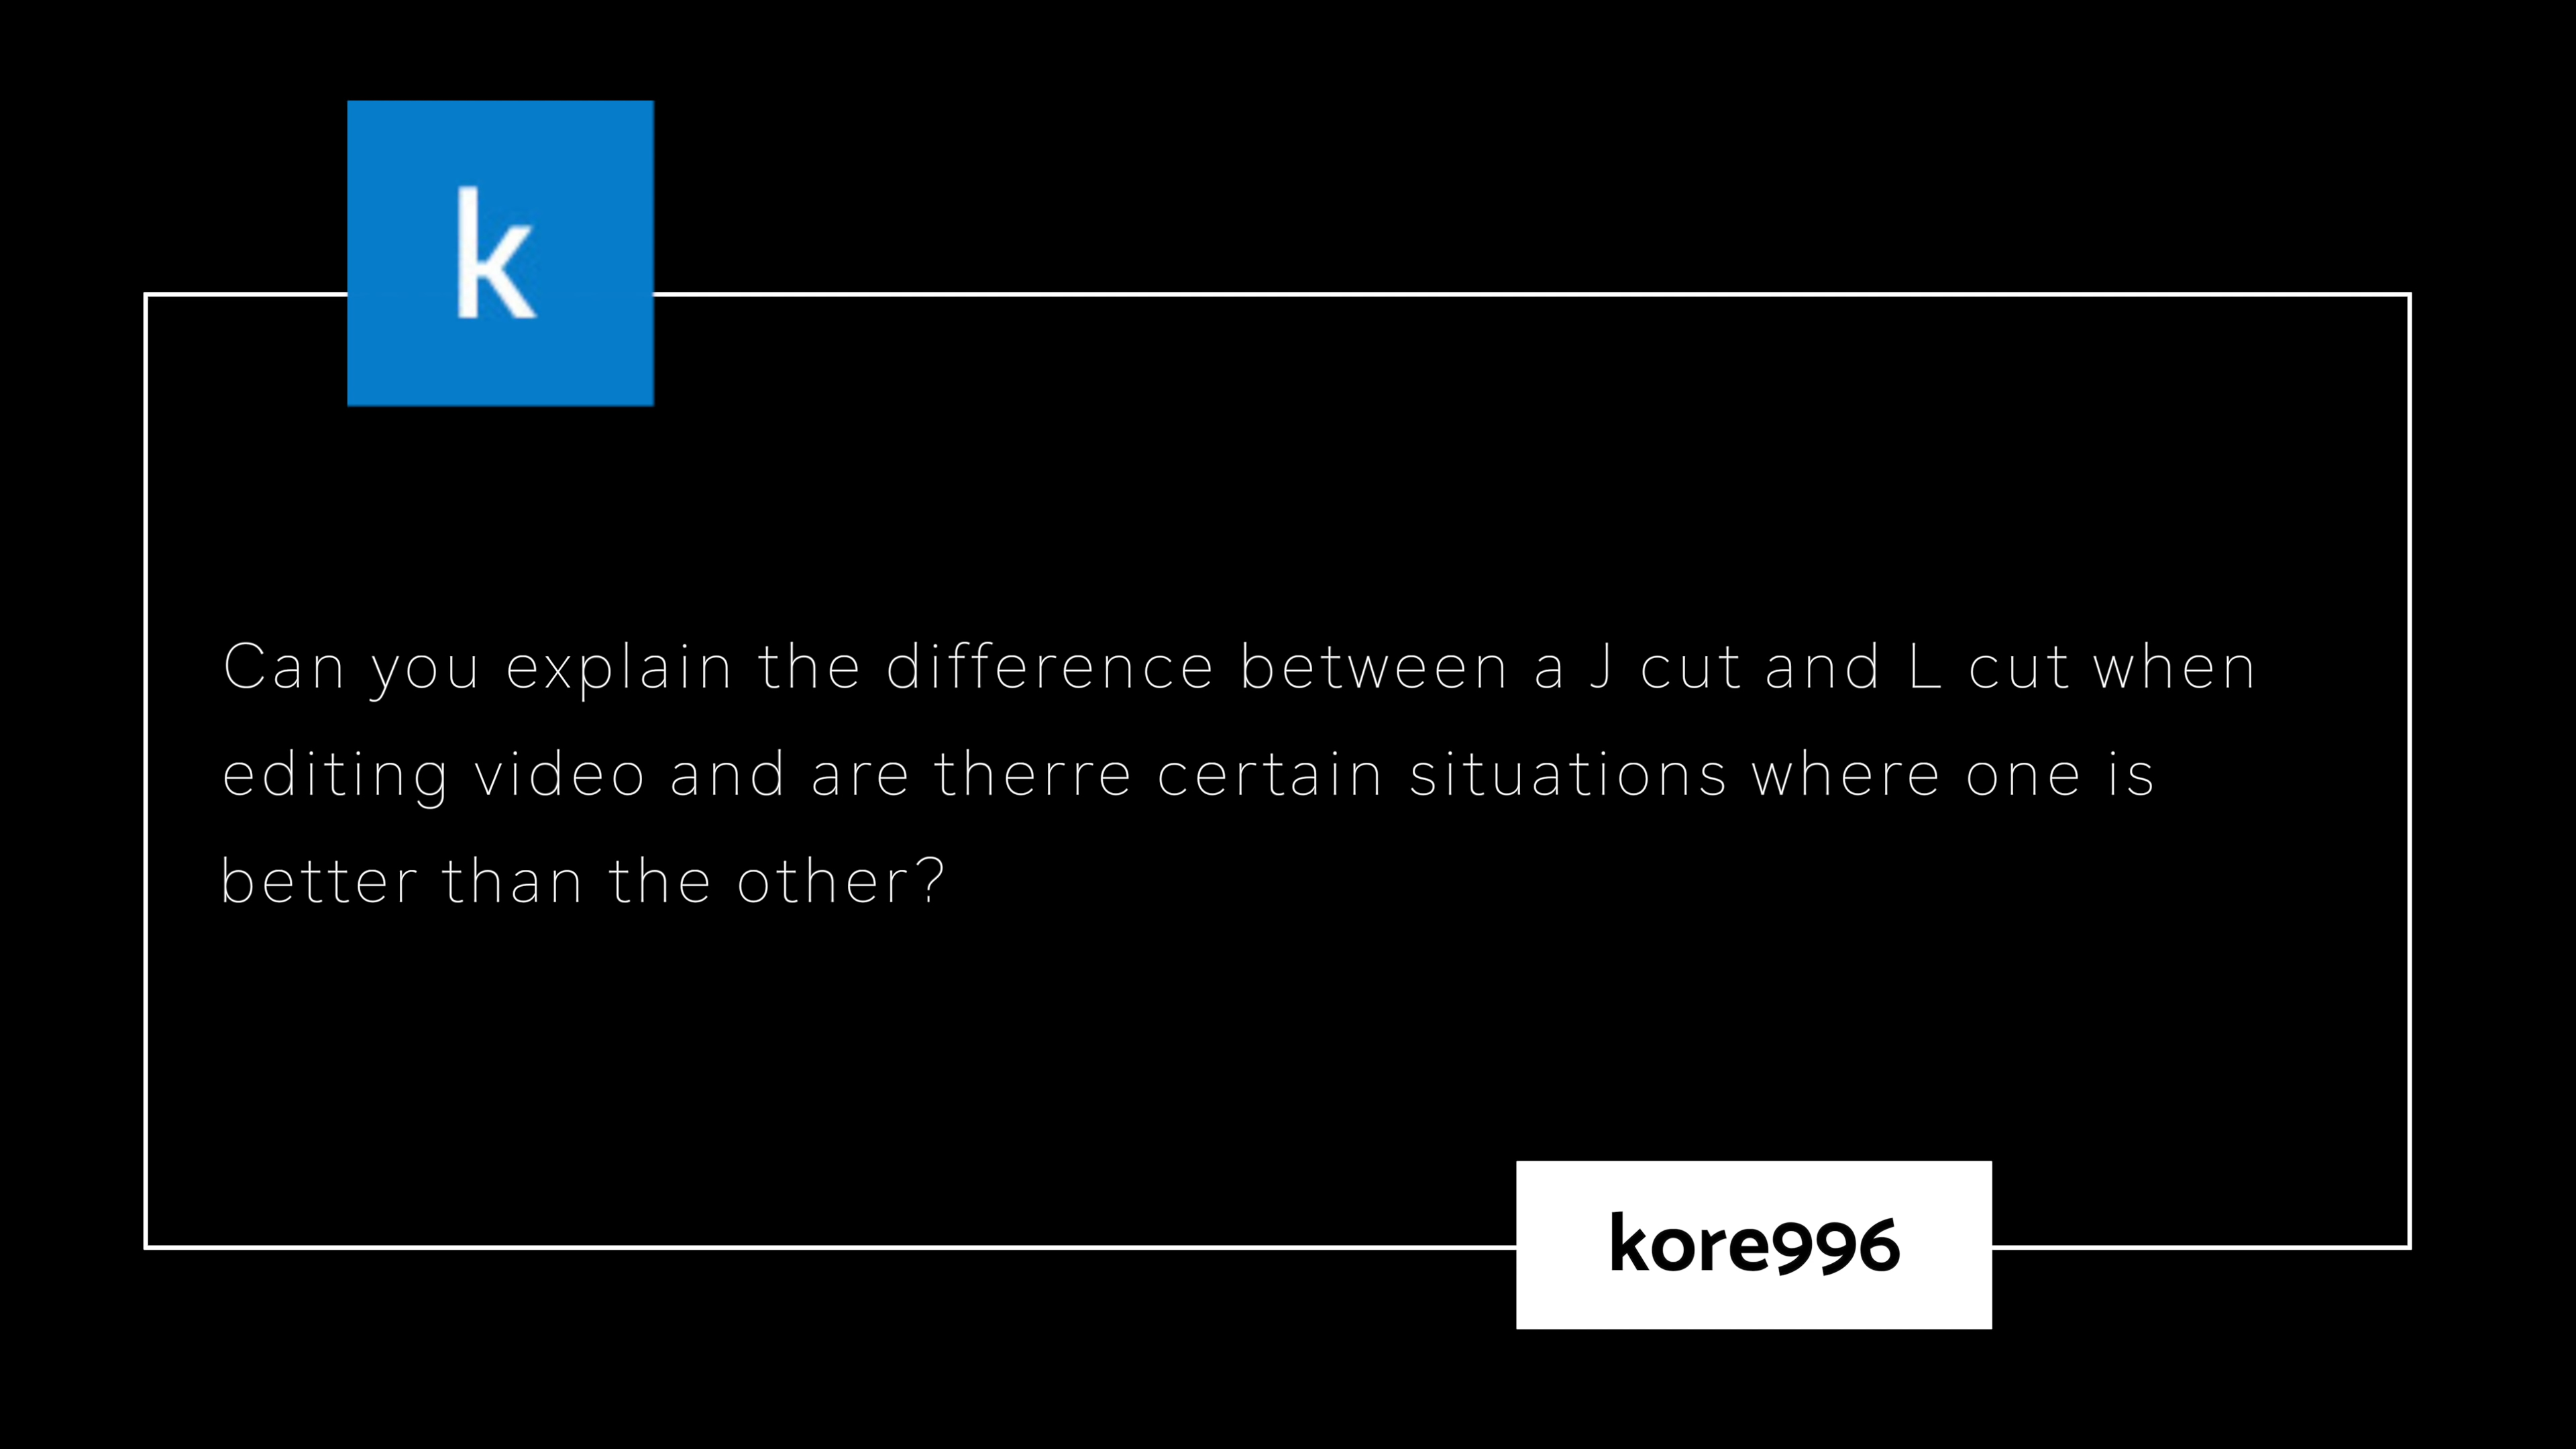 k
Can you explain the difference between a J cut and L cut when
editing video and are therre certain situations where one is
better than the other?
kore996